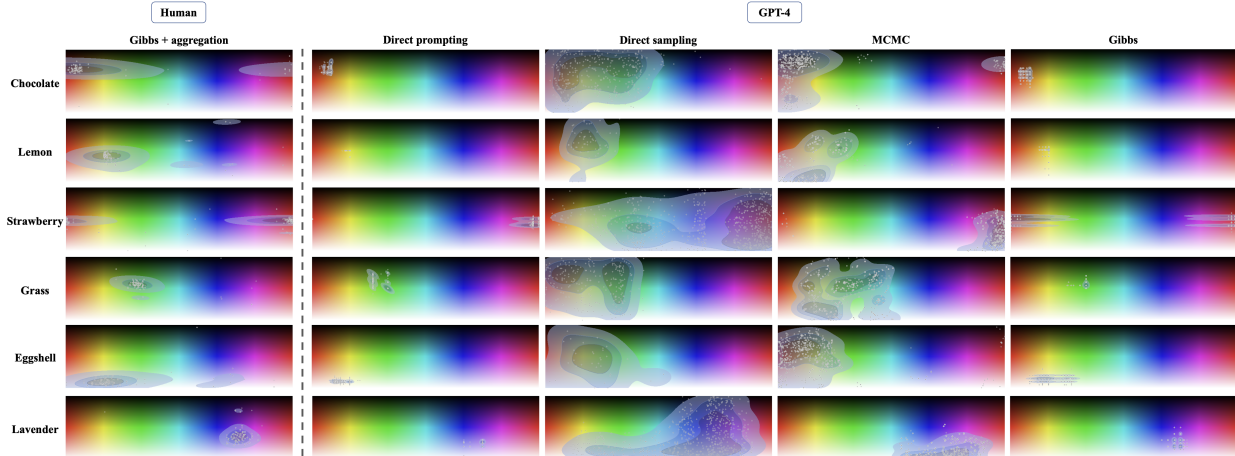 Human
GPT-4
Gibbs + aggregation
Direct prompting
Direct sampling
MCMC
Gibbs
Chocolate
Lemon
Strawberry
Grass
Eggshell
Lavender